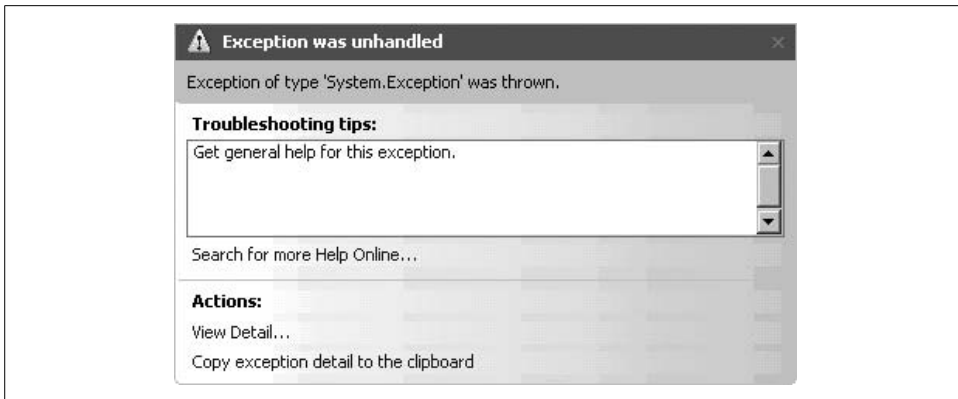 Exception was unhandled
Exception of type 'System.Exception' was thrown.
Troubleshooting tips:
Get general help for this exception.
Search for more Help Online...
Actions:
View Detail...
Copy exception detail to the clipboard